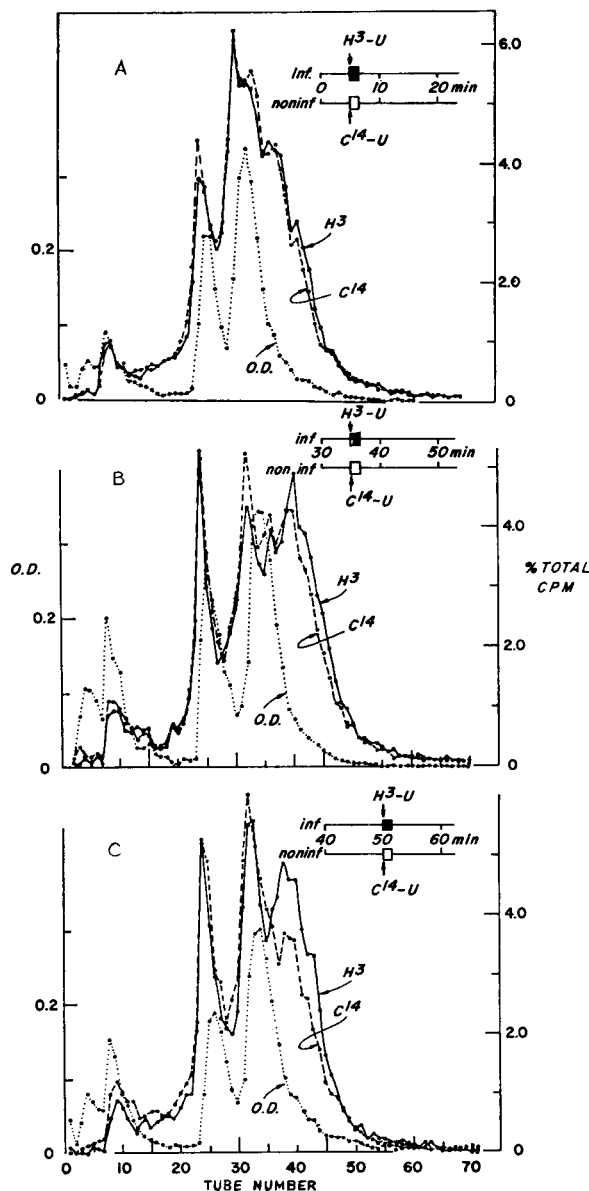 A
H³-U
Inf.
0 10 20 min
noninf
C¹⁴-U
6.0
4.0
0.2
H³
C¹⁴
2.0
O.D.
0 0
B
H³-U
inf
30 40 50 min
non inf
C¹⁴-U
O.D.
4.0
% TOTAL
CPM
0.2
H³
C¹⁴
2.0
O.D.
0 0
C
H³-U
inf
40 50 60 min
noninf
C¹⁴-U
4.0
0.2
H³
C¹⁴
2.0
O.D.
0 0
0 10 20 30 40 50 60 70
TUBE NUMBER